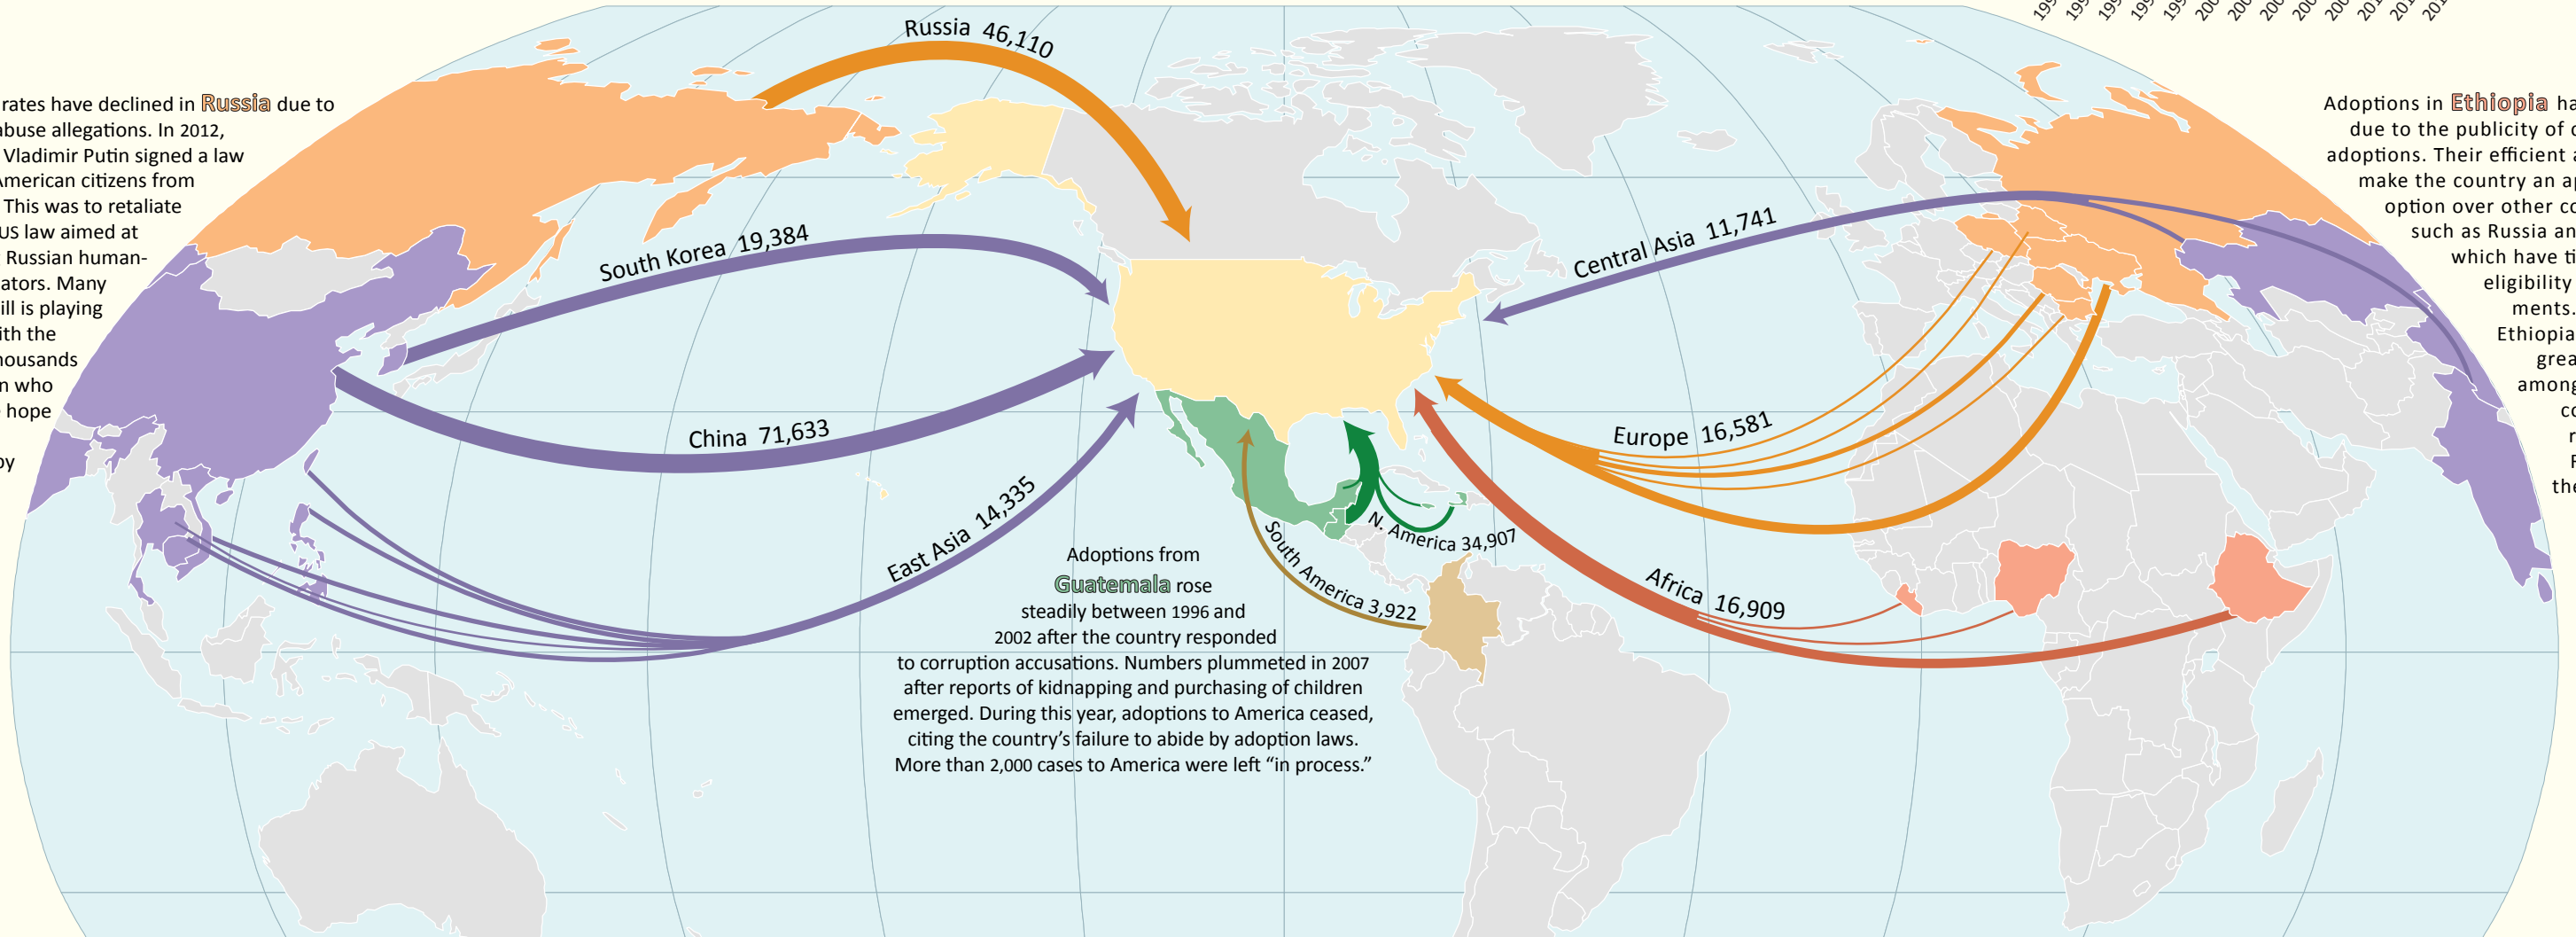 rates have declined in Russia due to
abuse allegations. In 2012,
Vladimir Putin signed a law
American citizens from
This was to retaliate
US law aimed at
Russian human-
ators. Many
ill is playing
ith the
housands
n who
hope
by
Russia 46,110
South Korea 19,384
China 71,633
East Asia 14,335
Adoptions from
Guatemala rose
steadily between 1996 and
2002 after the country responded
to corruption accusations. Numbers plummeted in 2007
after reports of kidnapping and purchasing of children
emerged. During this year, adoptions to America ceased,
citing the country's failure to abide by adoption laws.
More than 2,000 cases to America were left “in process.”
South America 3,922
N. America 34,907
Central Asia 11,741
Europe 16,581
Africa 16,909
Adoptions in Ethiopia ha
due to the publicity of
adoptions. Their efficient a
make the country an ap
option over other co
such as Russia an
which have ti
eligibility
ments.
Ethiopia
grea
among
co
r
the